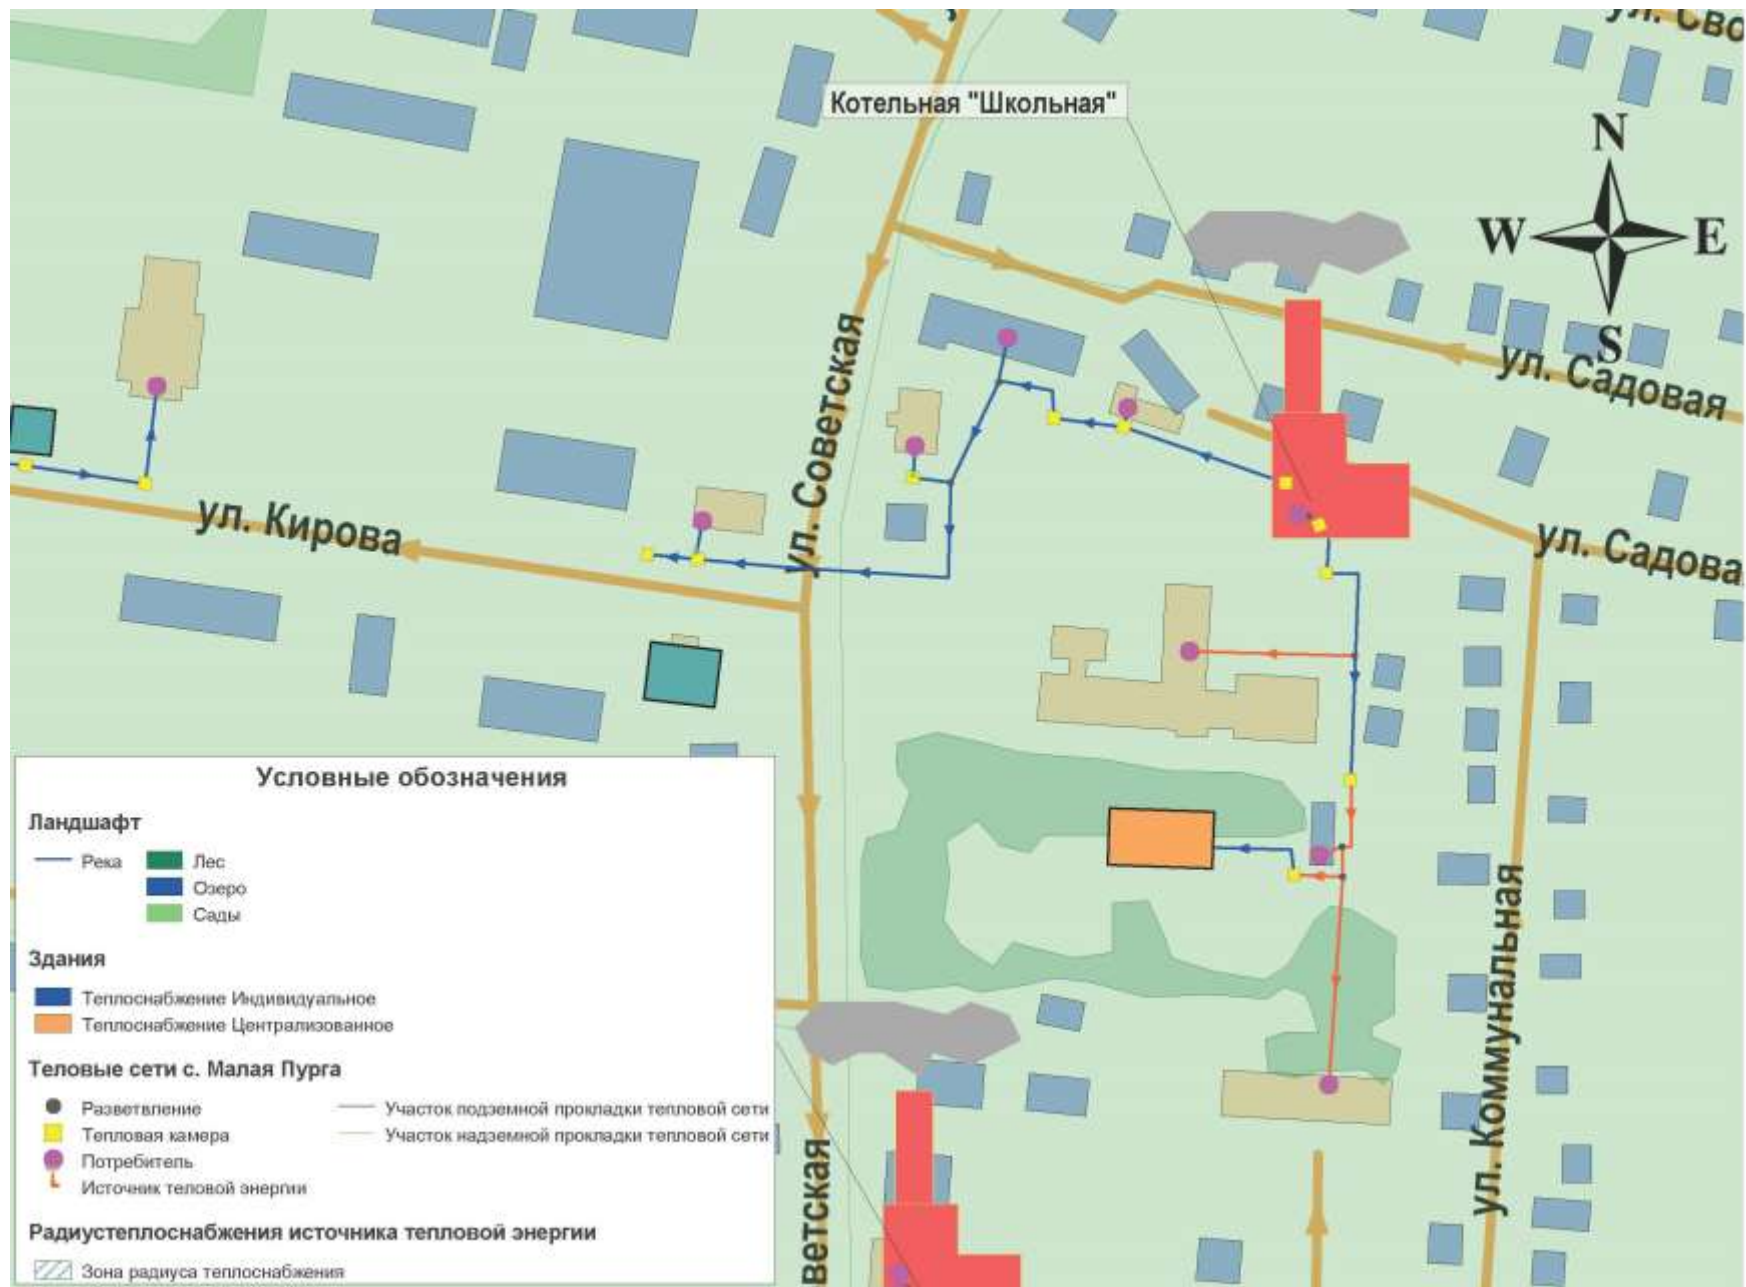 ул. Сво
Котельная "Школьная"
N
W
E
S
ул. Садовая
ул. Советская
ул. Кирова
ул. Садова
Условные обозначения
Ландшафт
Река
Лес
Озеро
Сады
Здания
Теплоснабжение Индивидуальное
Теплоснабжение Централизованное
Теловые сети с. Малая Пурга
Разветвление
Участок подземной прокладки тепловой сети
Тепловая камера
Участок надземной прокладки тепловой сети
Потребитель
Источник теловой энергии
Радиустеплоснабжения источника тепловой энергии
Зона радиуса теплоснабжения
ветская
ул. Коммунальная